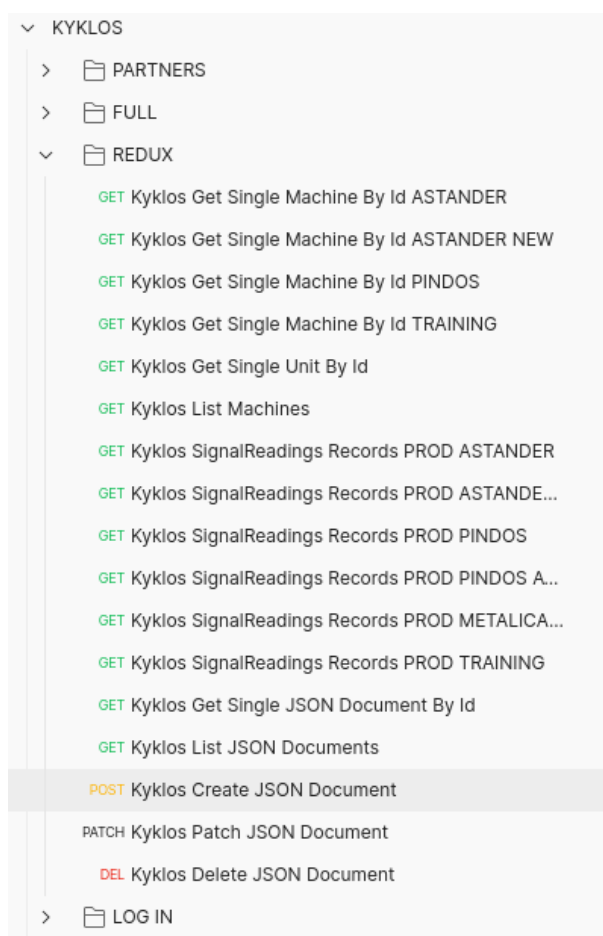 KYKLOS
PARTNERS
FULL
REDUX
GET Kyklos Get Single Machine By Id ASTANDER
GET Kyklos Get Single Machine By Id ASTANDER NEW
GET Kyklos Get Single Machine By Id PINDOS
GET Kyklos Get Single Machine By Id TRAINING
GET Kyklos Get Single Unit By Id
GET Kyklos List Machines
GET Kyklos SignalReadings Records PROD ASTANDER
GET Kyklos SignalReadings Records PROD ASTANDE...
GET Kyklos SignalReadings Records PROD PINDOS
GET Kyklos SignalReadings Records PROD PINDOS A...
GET Kyklos SignalReadings Records PROD METALICA...
GET Kyklos SignalReadings Records PROD TRAINING
GET Kyklos Get Single JSON Document By Id
GET Kyklos List JSON Documents
POST Kyklos Create JSON Document
PATCH Kyklos Patch JSON Document
DEL Kyklos Delete JSON Document
LOG IN